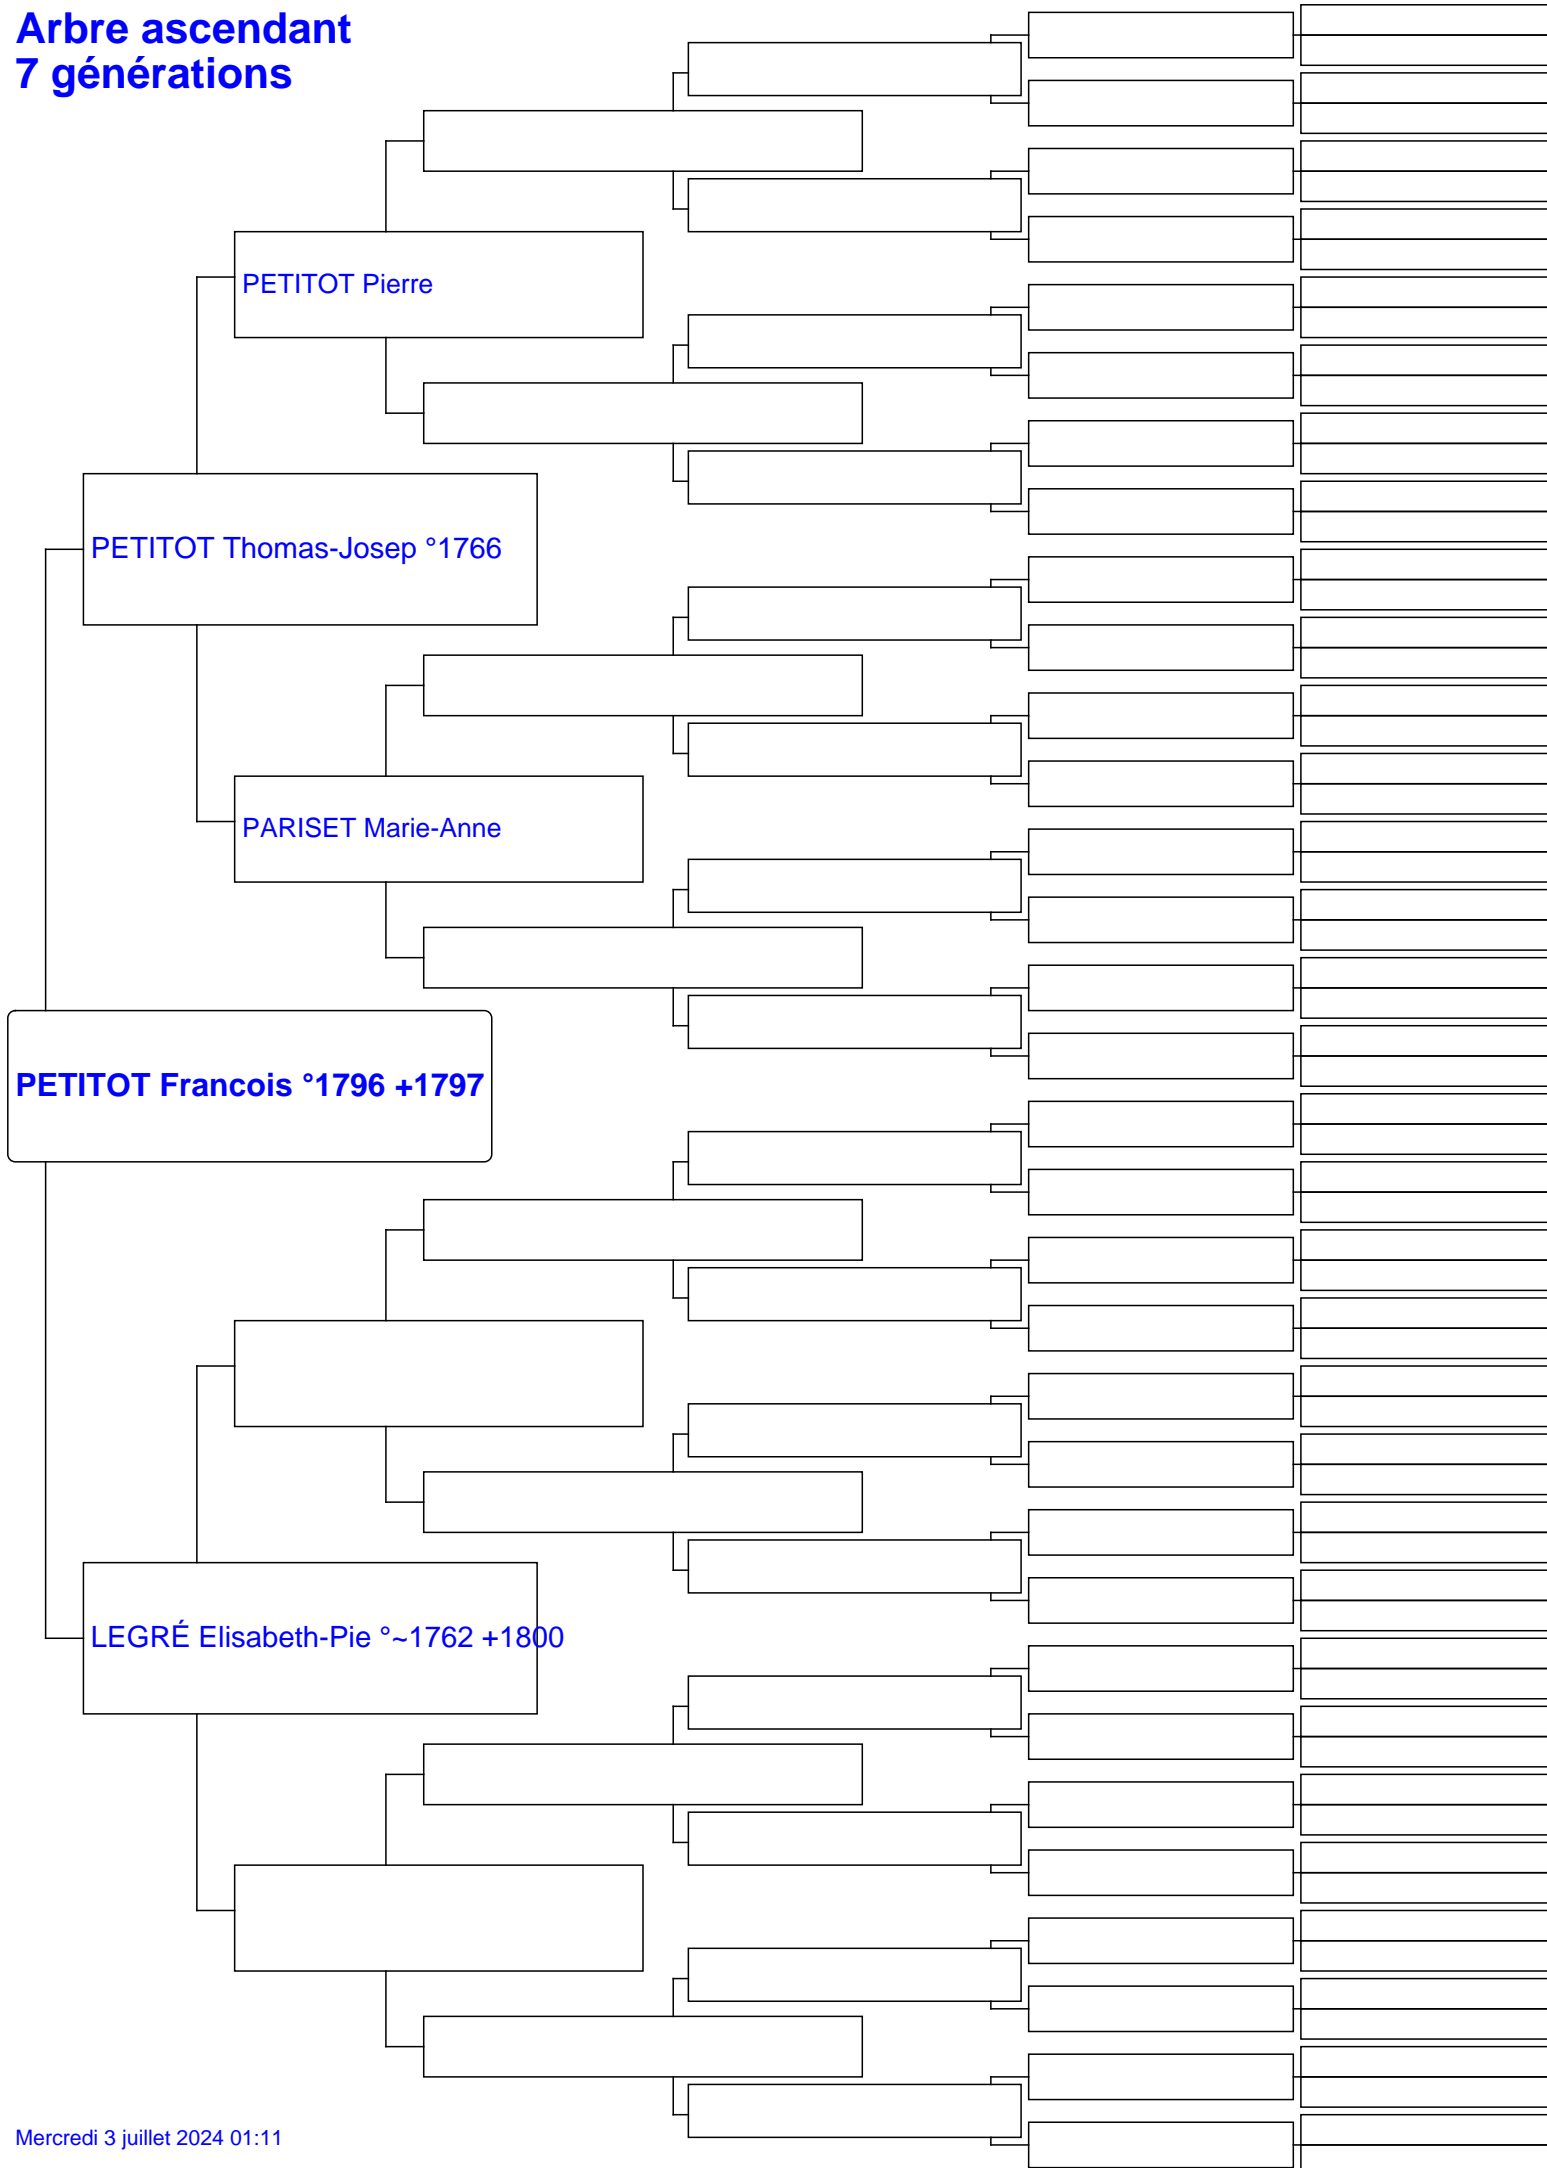 Arbre ascendant
7 générations
PETITOT Pierre
PETITOT Thomas-Josep °1766
PARISET Marie-Anne
PETITOT Francois °1796 +1797
LEGRÉ Elisabeth-Pie °~1762 +1800
Mercredi 3 juillet 2024 01:11